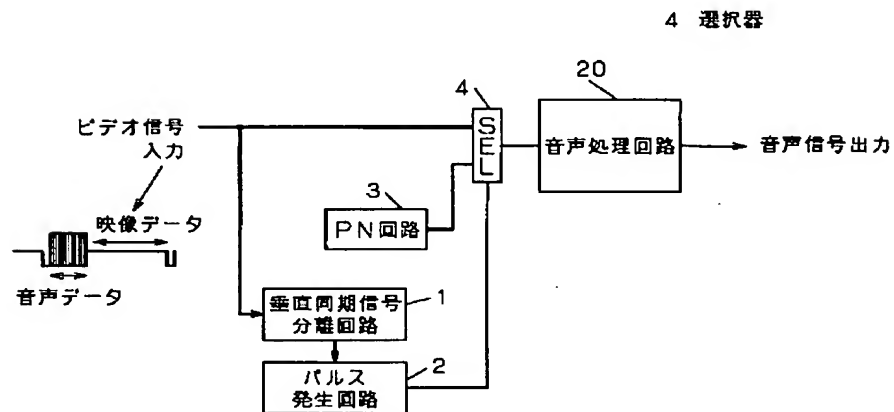 4 選択器
20
4
ビデオ信号
入力
SEL
音声処理回路
音声信号出力
3
PN回路
映像データ
音声データ
1
垂直同期信号
分離回路
2
パルス
発生回路